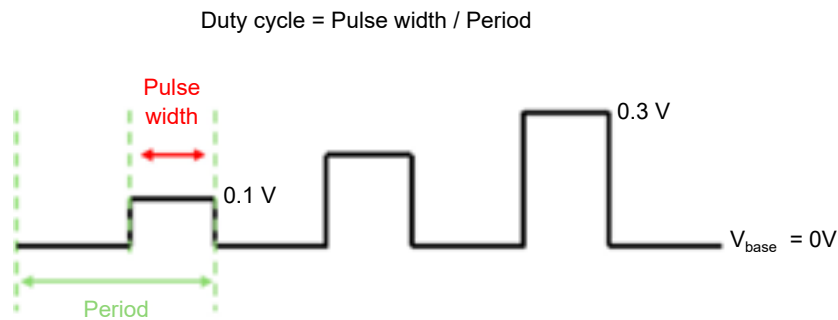 Duty cycle = Pulse width / Period
Pulse
width
0.3 V
0.1 V
Vbase = 0V
Period